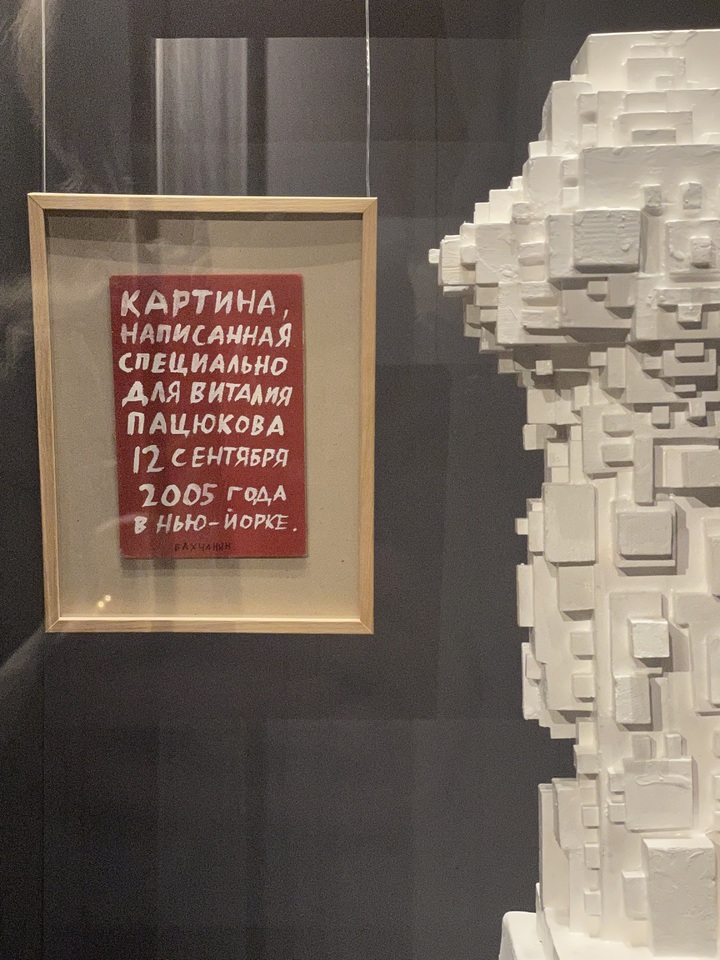 КАРТИНА,
НАПИСАННАЯ
СПЕЦИАЛЬНО
ДЛЯ ВИТАЛИЯ
ПАЦЮКОВА
12 СЕНТЯБРЯ
2005 ГОДА
В НЬЮ-ЙОРКЕ.
БАХЧАНЯН.